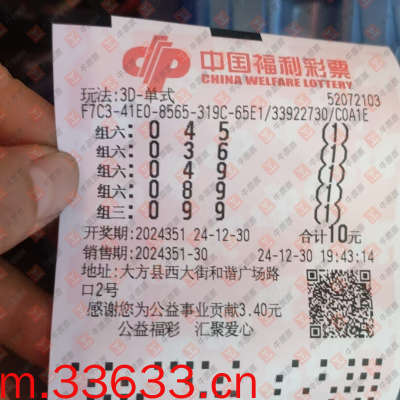 中国福利彩票
CHINA WELFARE LOTTERY
玩法:3D-单式 52072103
F7C3-41E0-8565-319C-65E1/33922730/C0A1E
组六: 0 4 5 (1)
组六: 0 3 6 (1)
组六: 0 4 9 (1)
组六: 0 8 9 (1)
组三: 0 9 9 (1)
开奖期:2024351 24-12-30 合计10元
销售期:2024351-30 24-12-30 19:43:14
地址:大方县西大街和谐广场路
口2号
感谢您为公益事业贡献3.40元
公益福彩 汇聚爱心
m.33633.cn